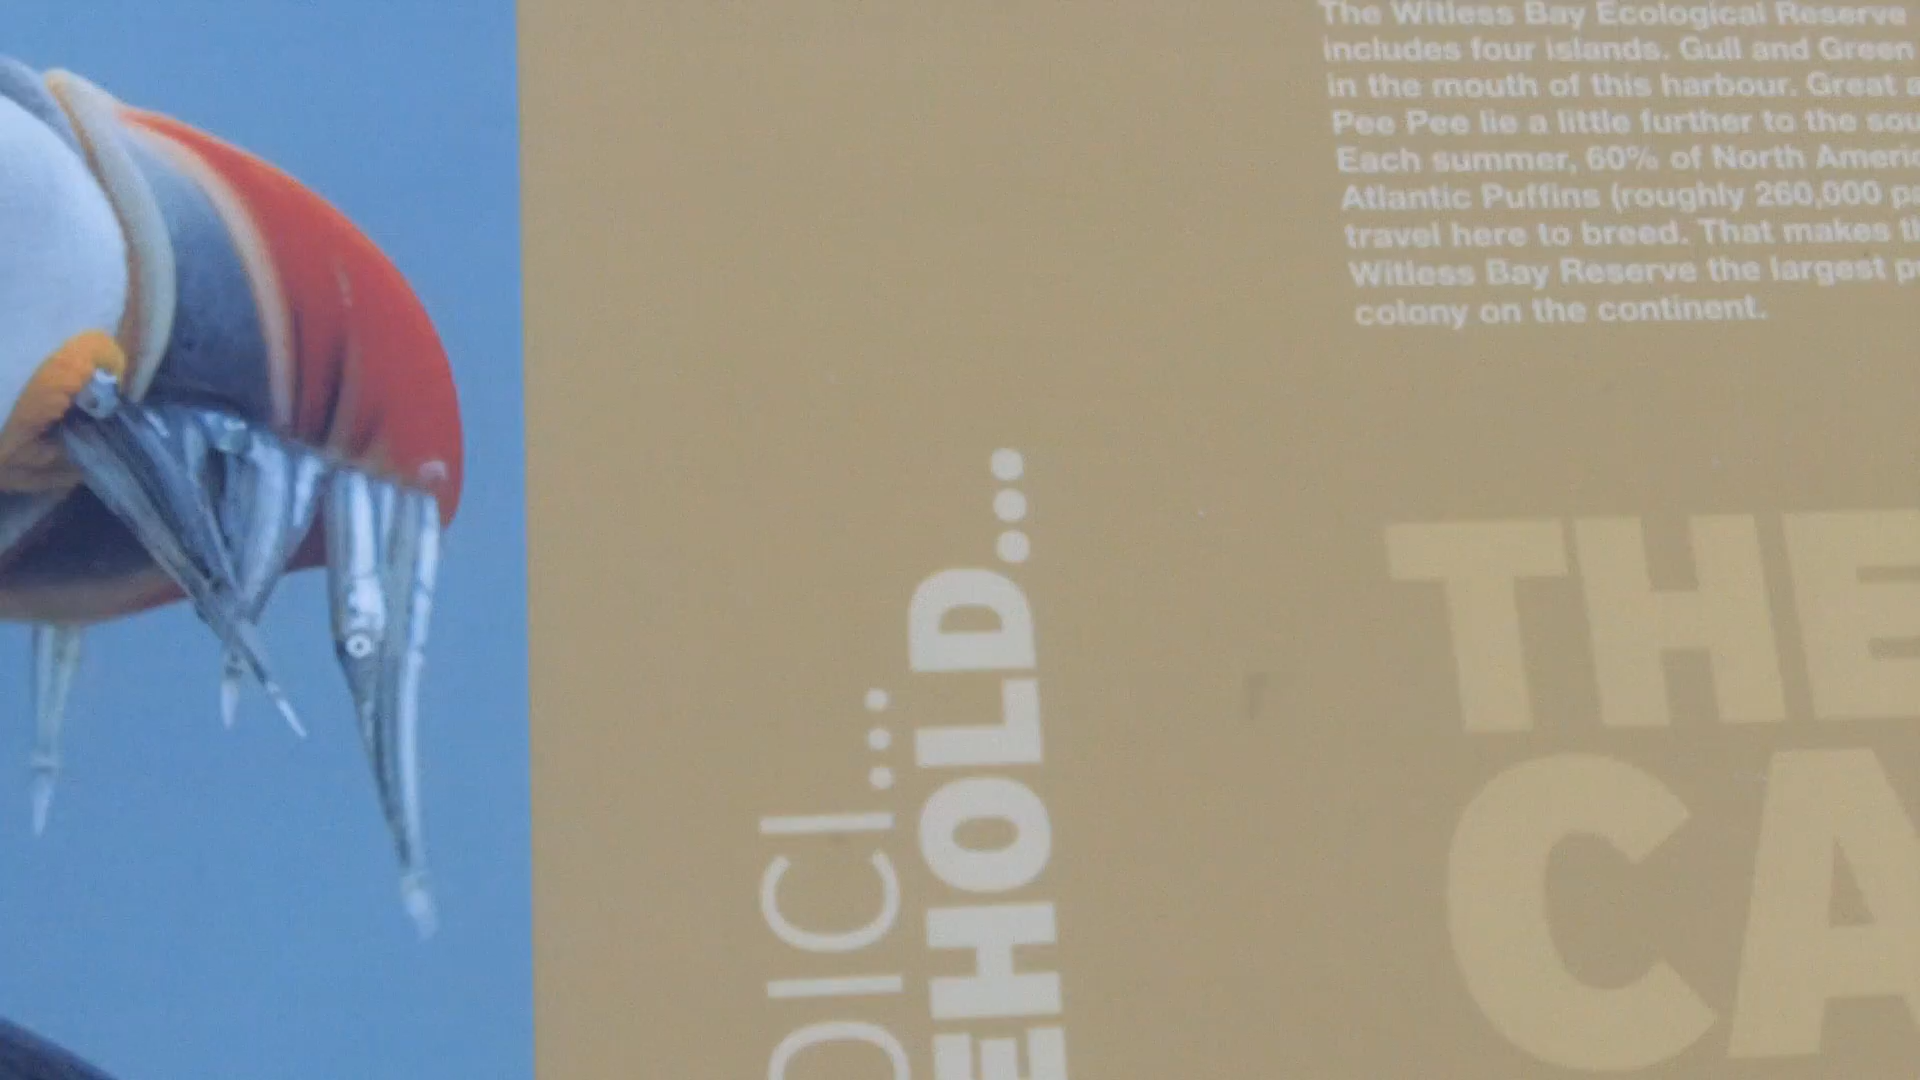 The Witless Bay Ecological Reserve
includes four islands. Gull and Green
in the mouth of this harbour. Great
Pee Pee lie a little further to the
Each summer, 60% of North
Atlantic Puffins (roughly 260,000
travel here to breed. That makes
Witless Bay Reserve the largest
colony on the continent.
ICI...
EHOLD...
THE
CA